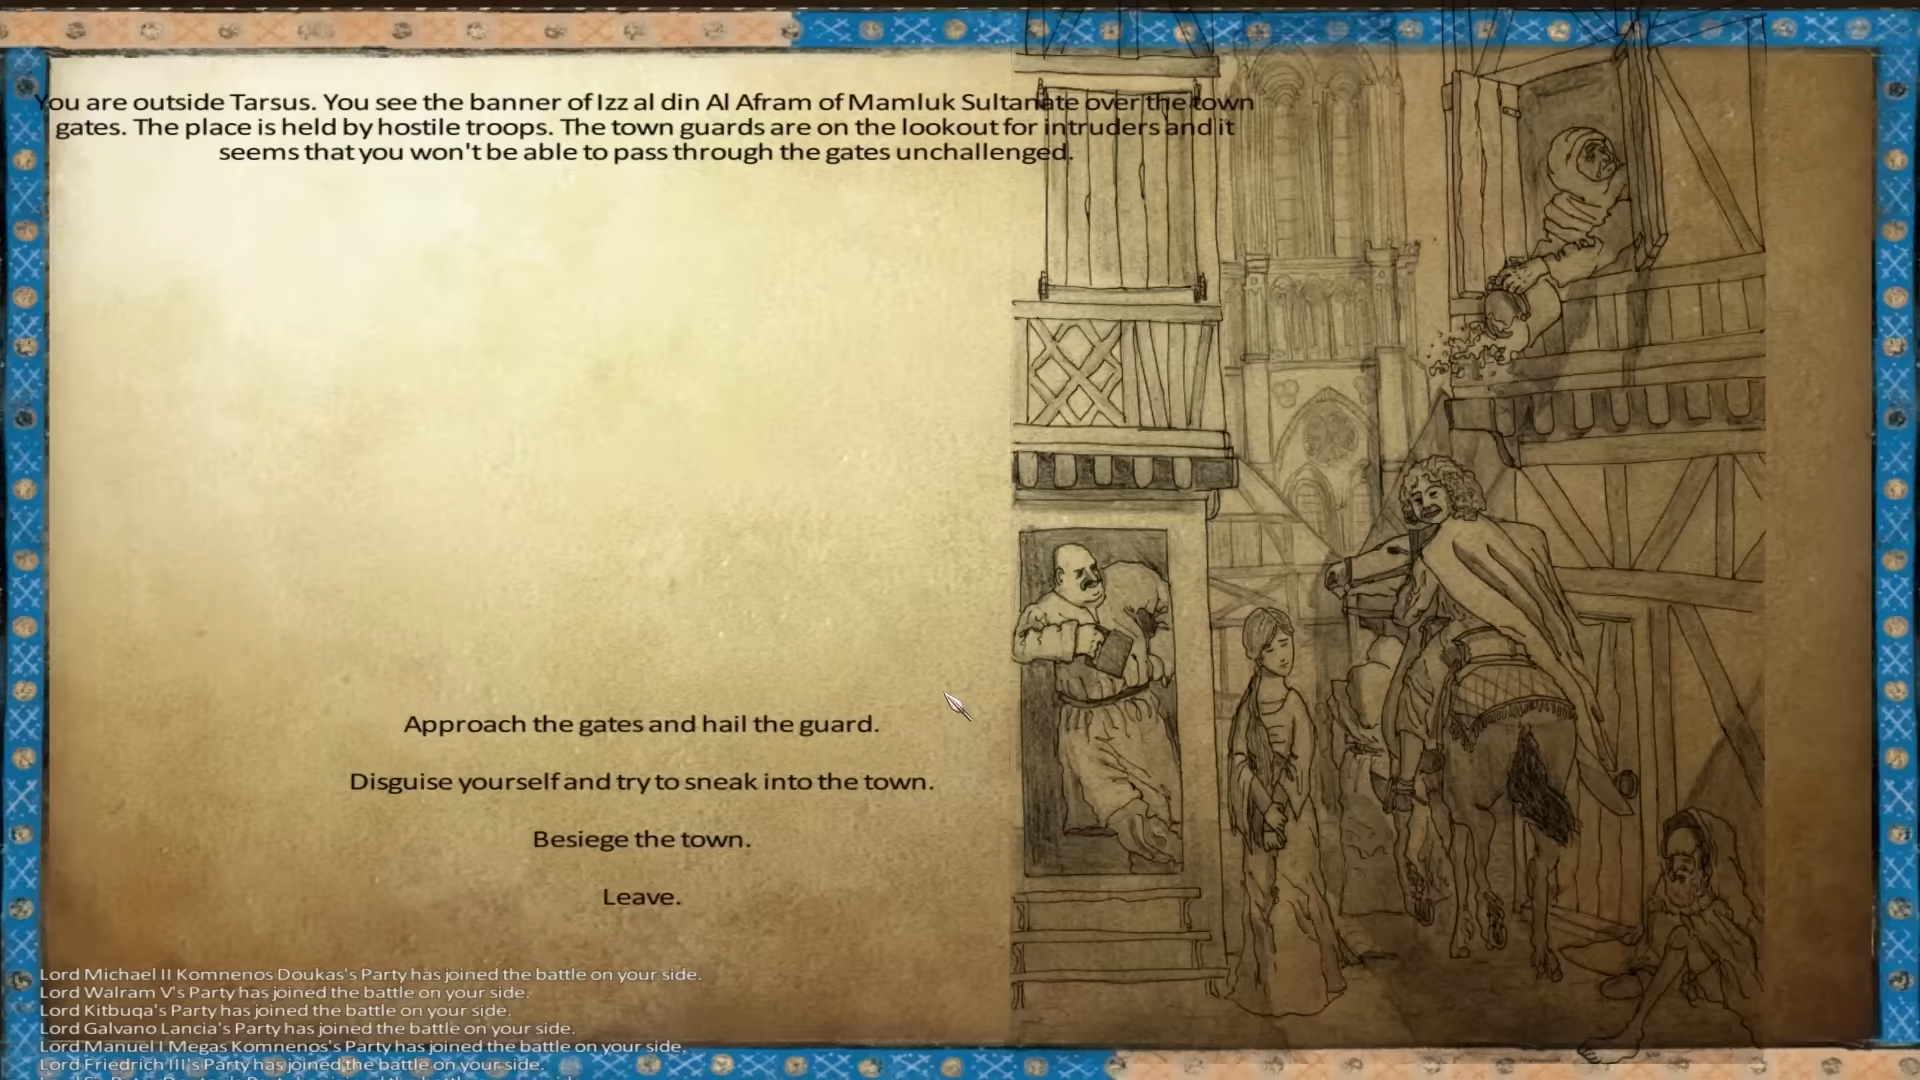 You are outside Tarsus. You see the banner of Izz al din Al Afram of Mamluk Sultanate over the town
gates. The place is held by hostile troops. The town guards are on the lookout for intruders and it
seems that you won't be able to pass through the gates unchallenged.
Approach the gates and hail the guard.
Disguise yourself and try to sneak into the town.
Besiege the town.
Leave.
Lord Michael II Komnenos Doukas's Party has joined the battle on your side.
Lord Walram V's Party has joined the battle on your side.
Lord Kitbuqa's Party has joined the battle on your side.
Lord Galvano Lancia's Party has joined the battle on your side.
Lord Manuel I Megas Komnenos's Party has joined the battle on your side.
Lord Friedrich III's Party has joined the battle on your side.